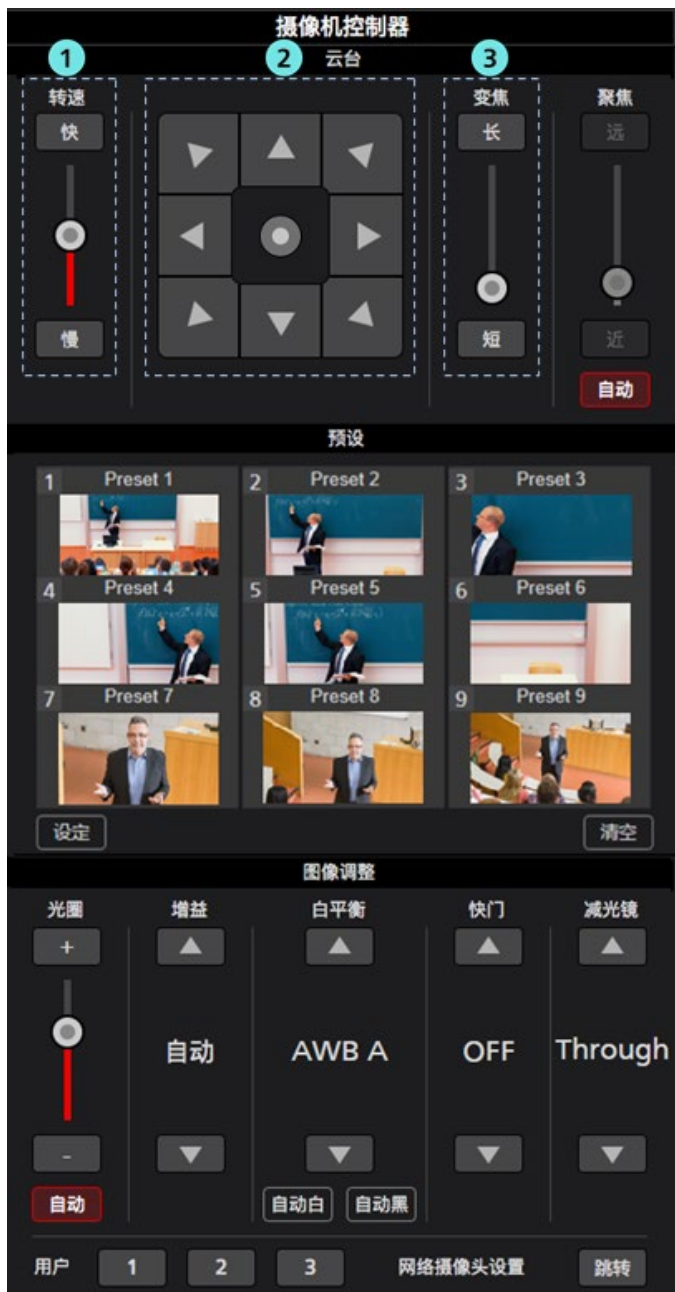 摄像机控制器
1 2 3
云台
转速 变焦 聚焦
快 长 远
慢 短 近
自动
预设
1 Preset 1 2 Preset 2 3 Preset 3
4 Preset 4 5 Preset 5 6 Preset 6
7 Preset 7 8 Preset 8 9 Preset 9
设定 清空
图像调整
光圈 增益 白平衡 快门 减光镜
+
自动 AWB A OFF Through
-
自动 自动白 自动黑
用户 1 2 3 网络摄像头设置 跳转